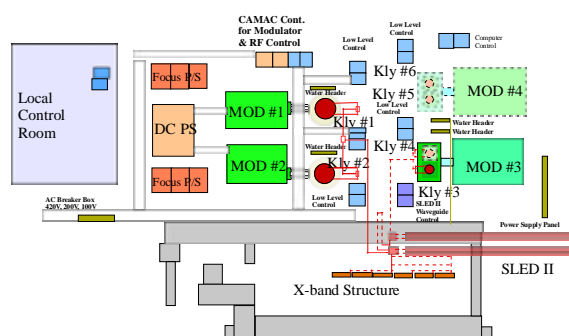 CAMAC Cont.
for Modulator
& RF Control
Low Level
Control
Low Level
Control
Computer
Control
Focus P/S
Kly #6
Kly #5
Water Header
MOD #4
Local
Control
Room
MOD #1
DC PS
Kly #1
Low Level
Control
Water Header
Water Header
Kly #4
Water Header
MOD #2
Kly #2
MOD #3
Focus P/S
Kly #3
Low Level
Control
SLED II
Waveguide
Control
AC Breaker Box
420V, 200V, 100V
Power Supply Panel
SLED II
X-band Structure